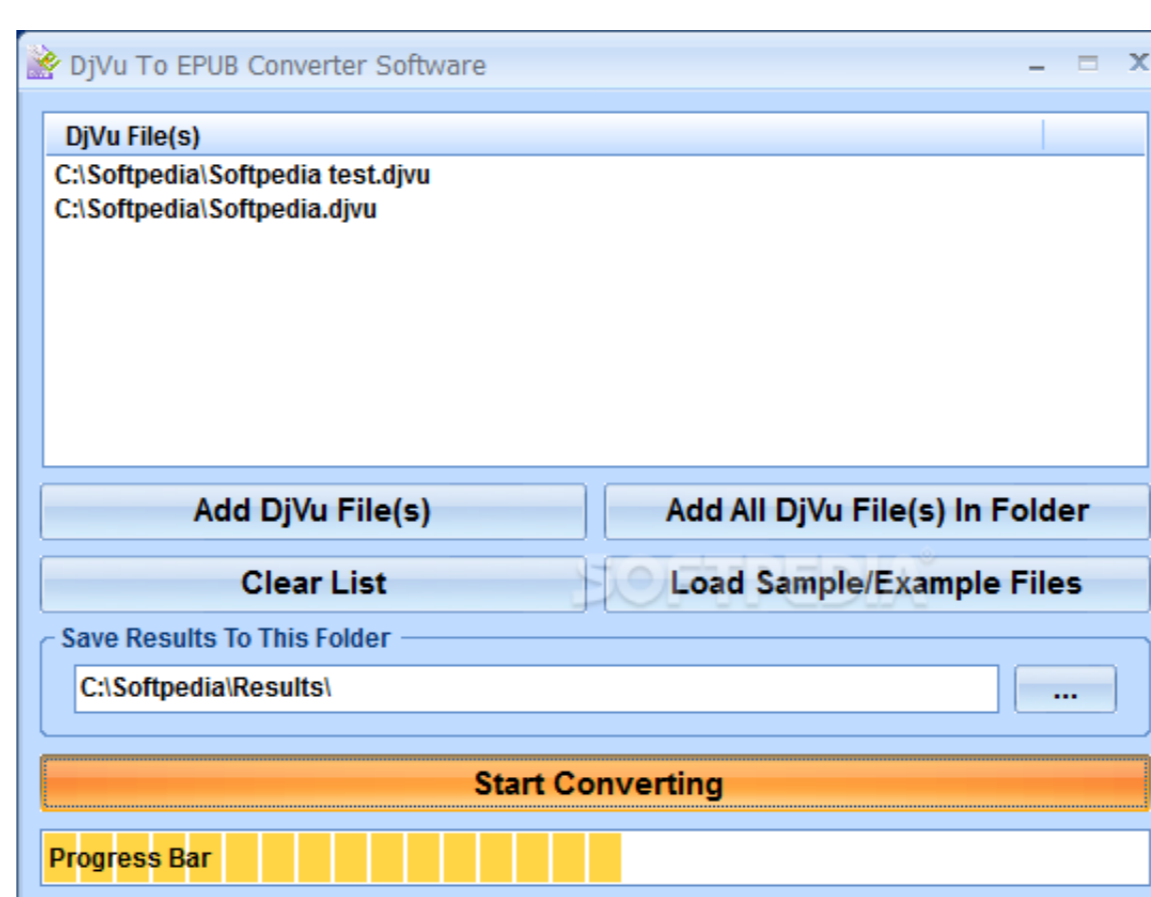 DjVu To EPUB Converter Software
DjVu File(s)
C:\Softpedia\Softpedia test.djvu
C:\Softpedia\Softpedia.djvu
Add DjVu File(s)
Add All DjVu File(s) In Folder
Clear List
Load Sample/Example Files
SOFTPEDIA®
Save Results To This Folder
C:\Softpedia\Results\
...
Start Converting
Progress Bar